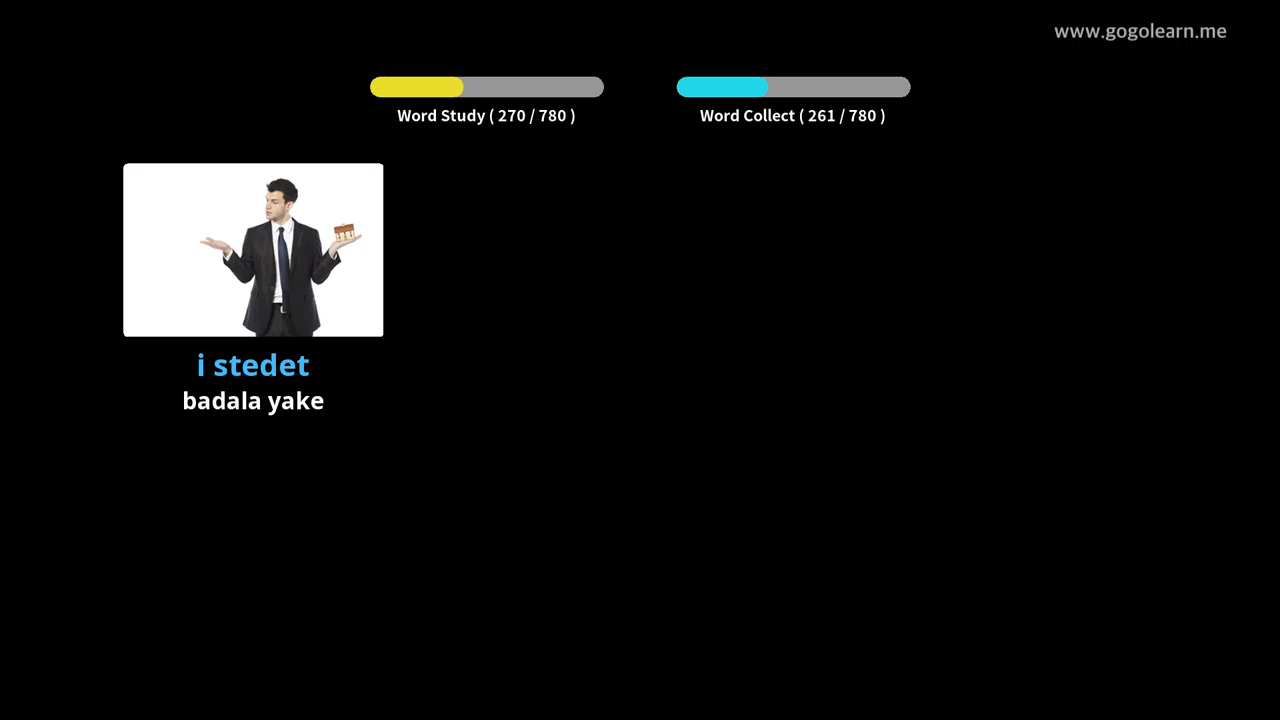 www.gogolearn.me
Word Study ( 270 / 780 )
Word Collect ( 261 / 780 )
i stedet
badala yake